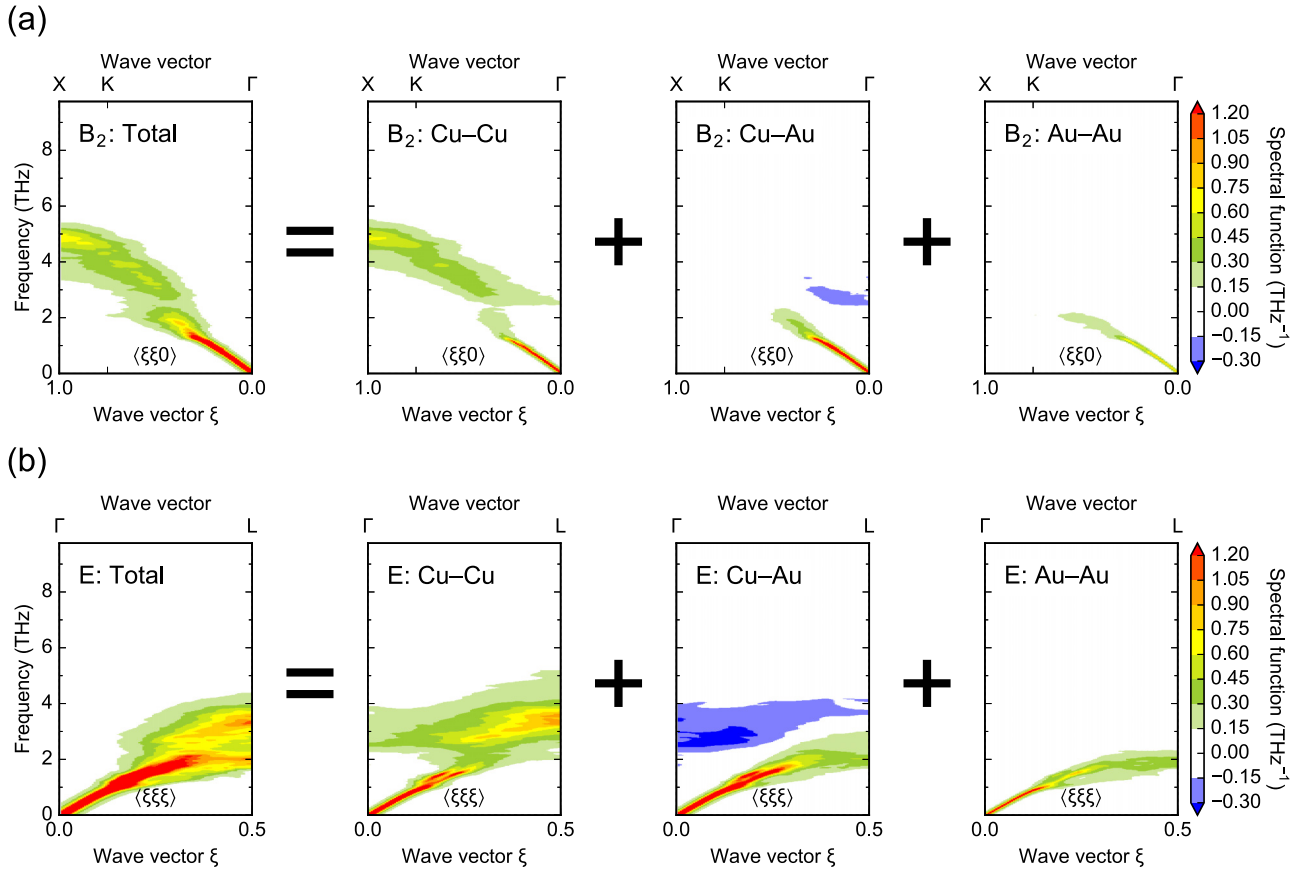 (a)
Wave vector Wave vector Wave vector Wave vector
X K Γ X K Γ X K Γ X K Γ
B₂: Total B₂: Cu–Cu B₂: Cu–Au B₂: Au–Au
Frequency (THz)
8
6
4
2
0
= + +
⟨ξξ0⟩ ⟨ξξ0⟩ ⟨ξξ0⟩ ⟨ξξ0⟩
1.0 0.0 1.0 0.0 1.0 0.0 1.0 0.0
Wave vector ξ Wave vector ξ Wave vector ξ Wave vector ξ
1.20
1.05
0.90
0.75
0.60
0.45
0.30
0.15
0.00
−0.15
−0.30
Spectral function (THz⁻¹)
(b)
Wave vector Wave vector Wave vector Wave vector
Γ L Γ L Γ L Γ L
E: Total E: Cu–Cu E: Cu–Au E: Au–Au
Frequency (THz)
8
6
4
2
0
= + +
⟨ξξξ⟩ ⟨ξξξ⟩ ⟨ξξξ⟩ ⟨ξξξ⟩
0.0 0.5 0.0 0.5 0.0 0.5 0.0 0.5
Wave vector ξ Wave vector ξ Wave vector ξ Wave vector ξ
1.20
1.05
0.90
0.75
0.60
0.45
0.30
0.15
0.00
−0.15
−0.30
Spectral function (THz⁻¹)